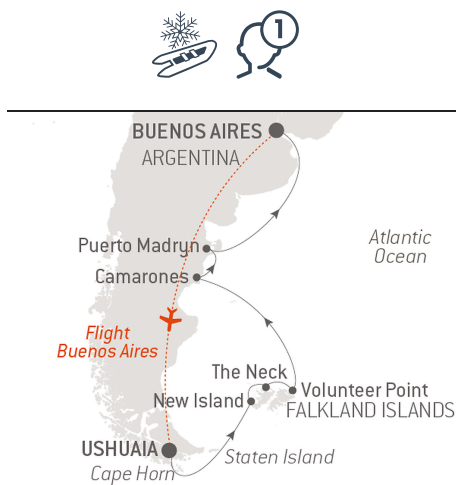 1
BUENOS AIRES
ARGENTINA
Puerto Madryn
Atlantic
Ocean
Camarones
Flight
Buenos Aires
The Neck
Volunteer Point
New Island
FALKLAND ISLANDS
USHUAIA
Staten Island
Cape Horn